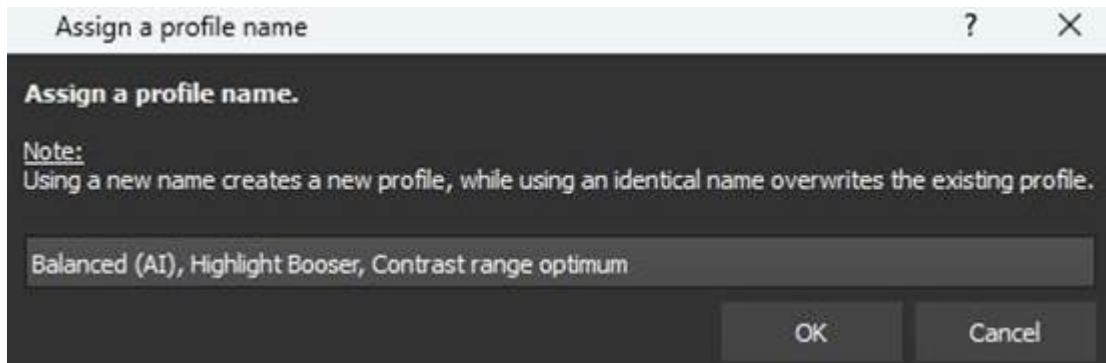 Assign a profile name
?
Assign a profile name.
Note:
Using a new name creates a new profile, while using an identical name overwrites the existing profile.
Balanced (AI), Highlight Booser, Contrast range optimum
OK Cancel